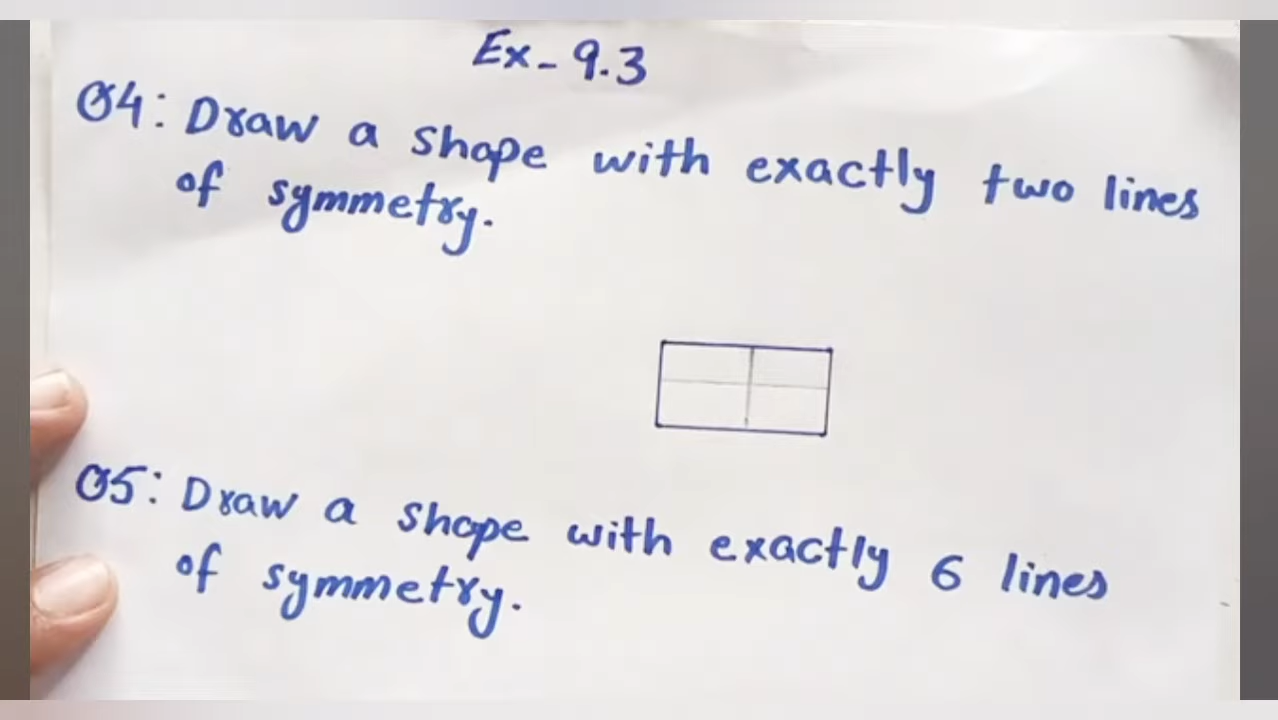 Ex- 9.3
Q4: Draw a shape with exactly two lines
of symmetry.
Q5: Draw a shape with exactly 6 lines
of symmetry.